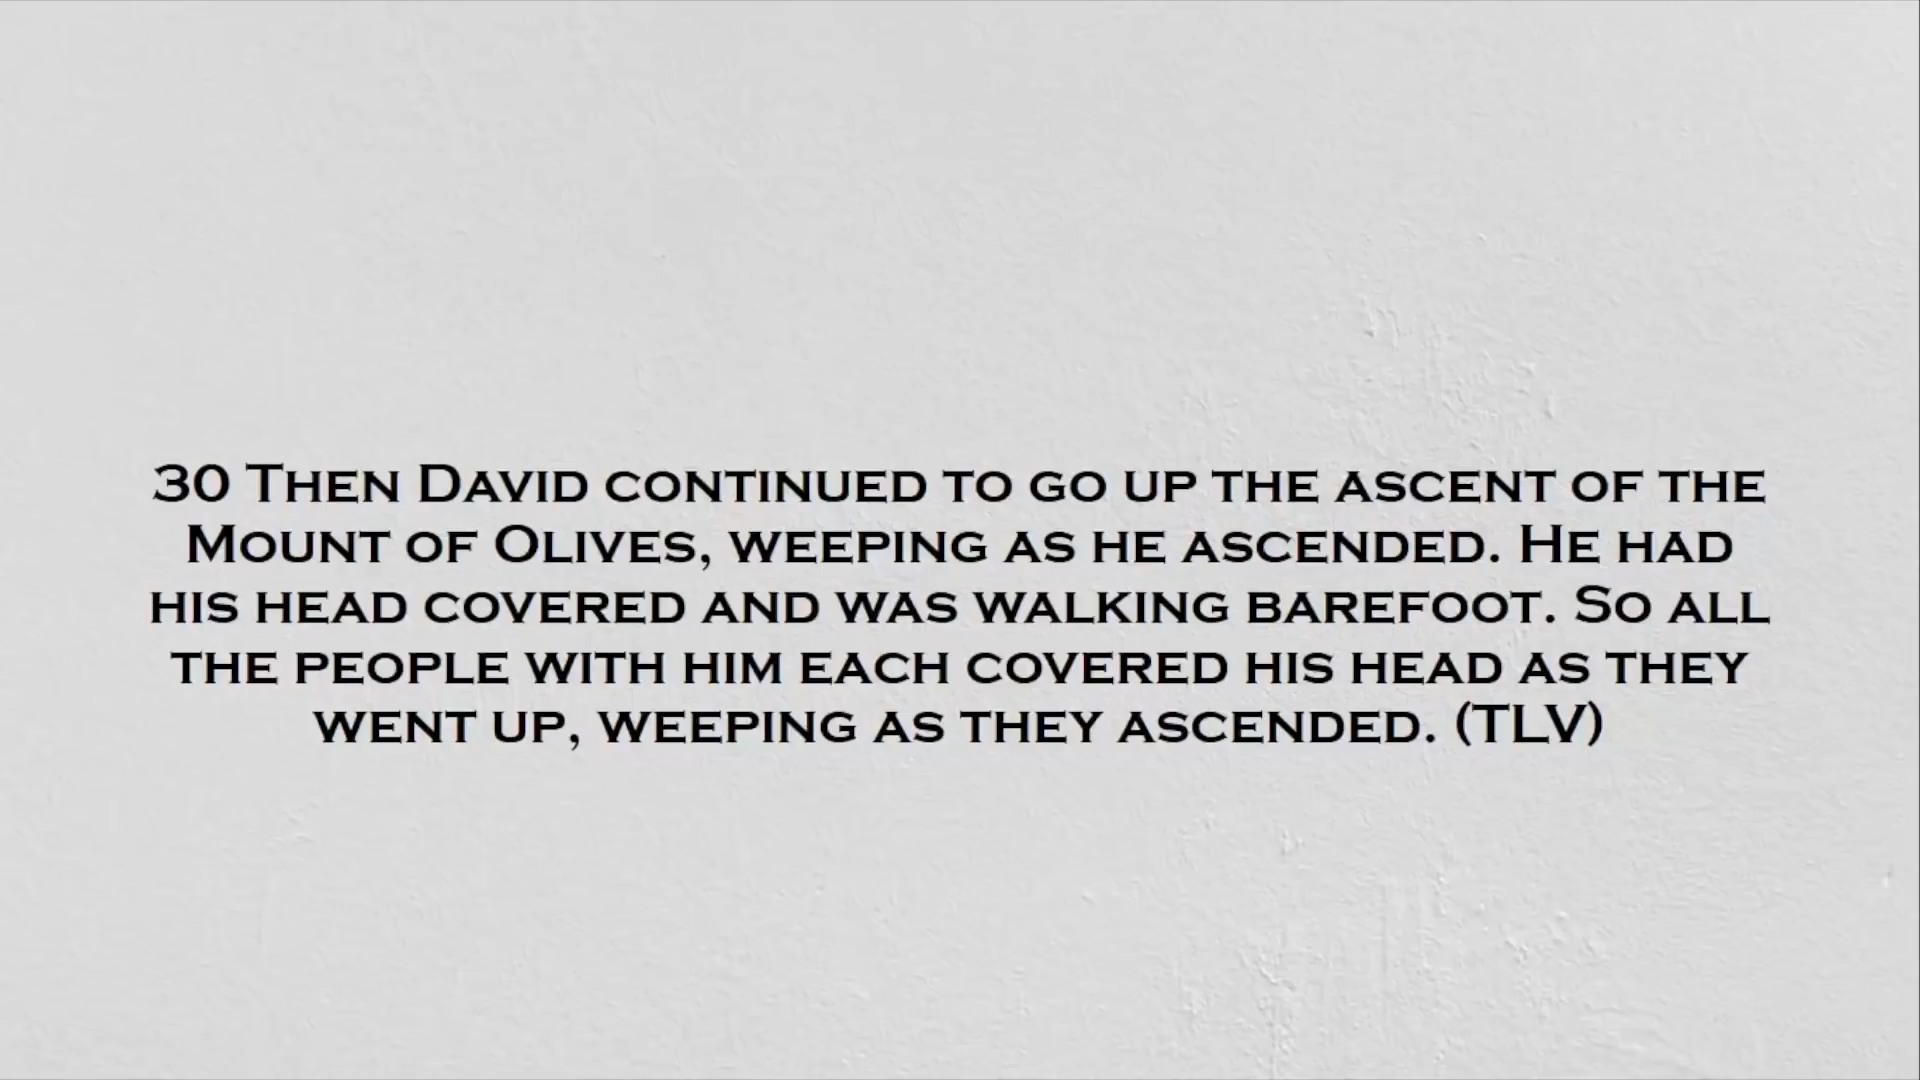 30 Then David continued to go up the ascent of the
Mount of Olives, weeping as he ascended. He had
his head covered and was walking barefoot. So all
the people with him each covered his head as they
went up, weeping as they ascended. (TLV)